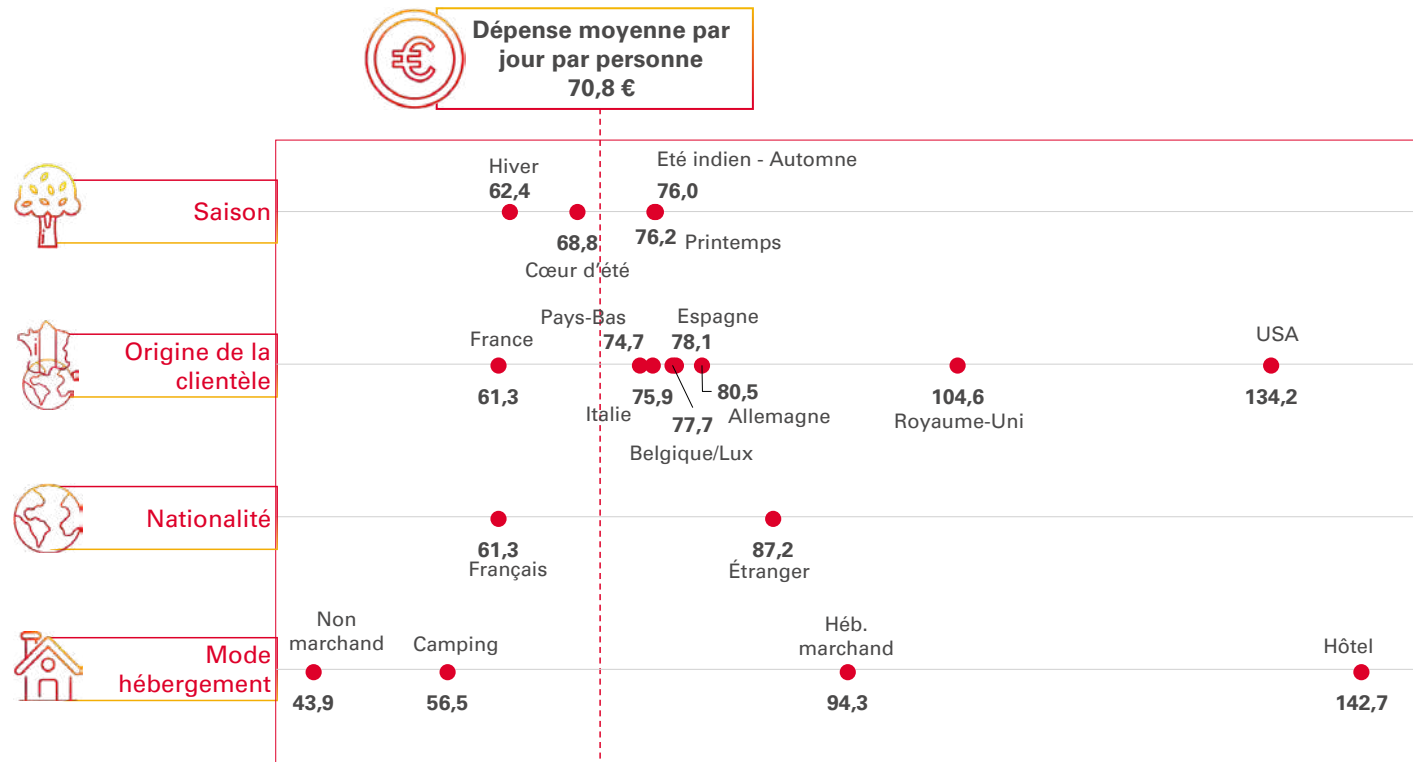 Dépense moyenne par
jour par personne
70,8 €
Saison
Hiver
62,4
68,8
Cœur d'été
Eté indien - Automne
76,0
76,2 Printemps
Origine de la
clientèle
France
61,3
Pays-Bas
74,7
Italie
75,9
Espagne
78,1
77,7
Belgique/Lux
80,5
Allemagne
104,6
Royaume-Uni
USA
134,2
Nationalité
61,3
Français
87,2
Étranger
Mode
hébergement
Non
marchand
43,9
Camping
56,5
Héb.
marchand
94,3
Hôtel
142,7